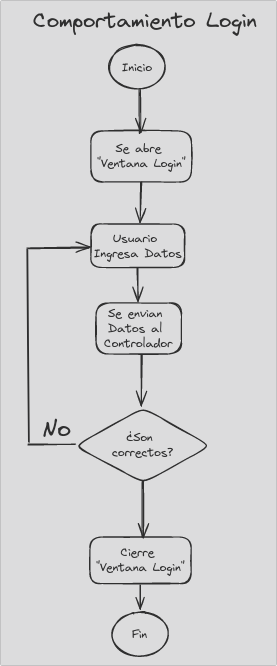 Comportamiento Login
Inicio
Se abre
"Ventana Login"
Usuario
Ingresa Datos
Se envian
Datos al
Controlador
¿Son
correctos?
No
Cierre
"Ventana Login"
Fin